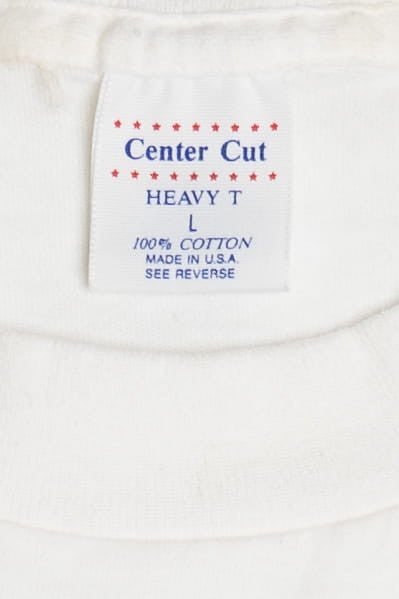 Center Cut
HEAVY T
L
100% COTTON
MADE IN U.S.A.
SEE REVERSE